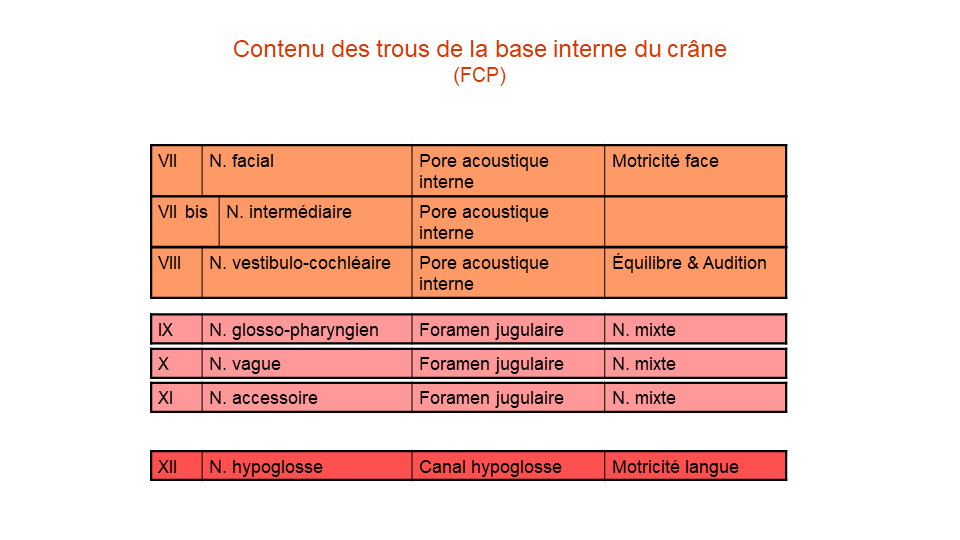 Contenu des trous de la base interne du crâne
(FCP)
VII N. facial Pore acoustique interne Motricité face
VII bis N. intermédiaire Pore acoustique interne
VIII N. vestibulo-cochléaire Pore acoustique interne Équilibre & Audition
IX N. glosso-pharyngien Foramen jugulaire N. mixte
X N. vague Foramen jugulaire N. mixte
XI N. accessoire Foramen jugulaire N. mixte
XII N. hypoglosse Canal hypoglosse Motricité langue